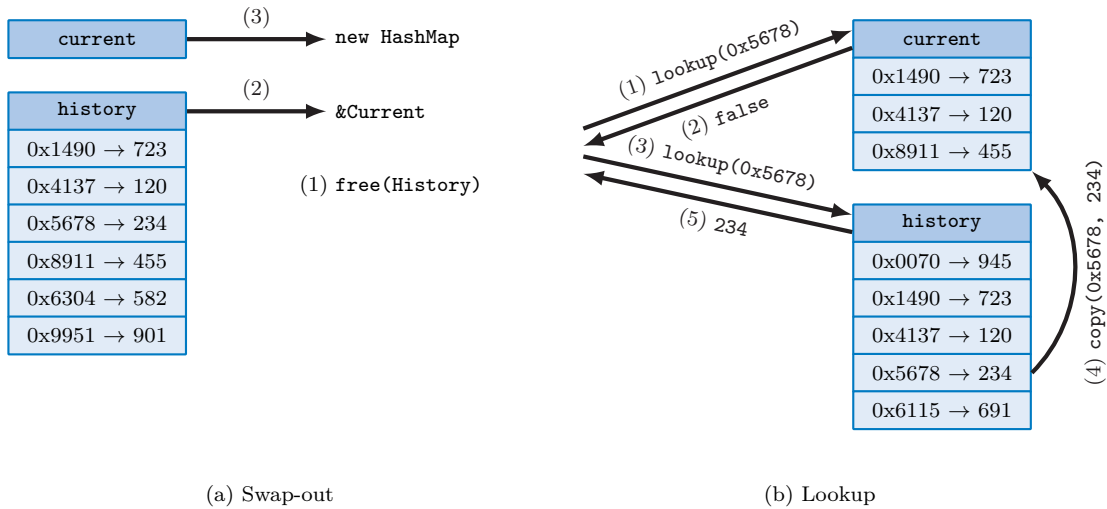 (3)
current
new HashMap
(2)
history
&Current
0x1490 → 723
0x4137 → 120
(1) free(History)
0x5678 → 234
0x8911 → 455
0x6304 → 582
0x9951 → 901
(a) Swap-out
current
0x1490 → 723
0x4137 → 120
0x8911 → 455
(1) lookup(0x5678)
(2) false
(3) lookup(0x5678)
(5) 234
history
0x0070 → 945
0x1490 → 723
0x4137 → 120
0x5678 → 234
0x6115 → 691
(4) copy(0x5678, 234)
(b) Lookup